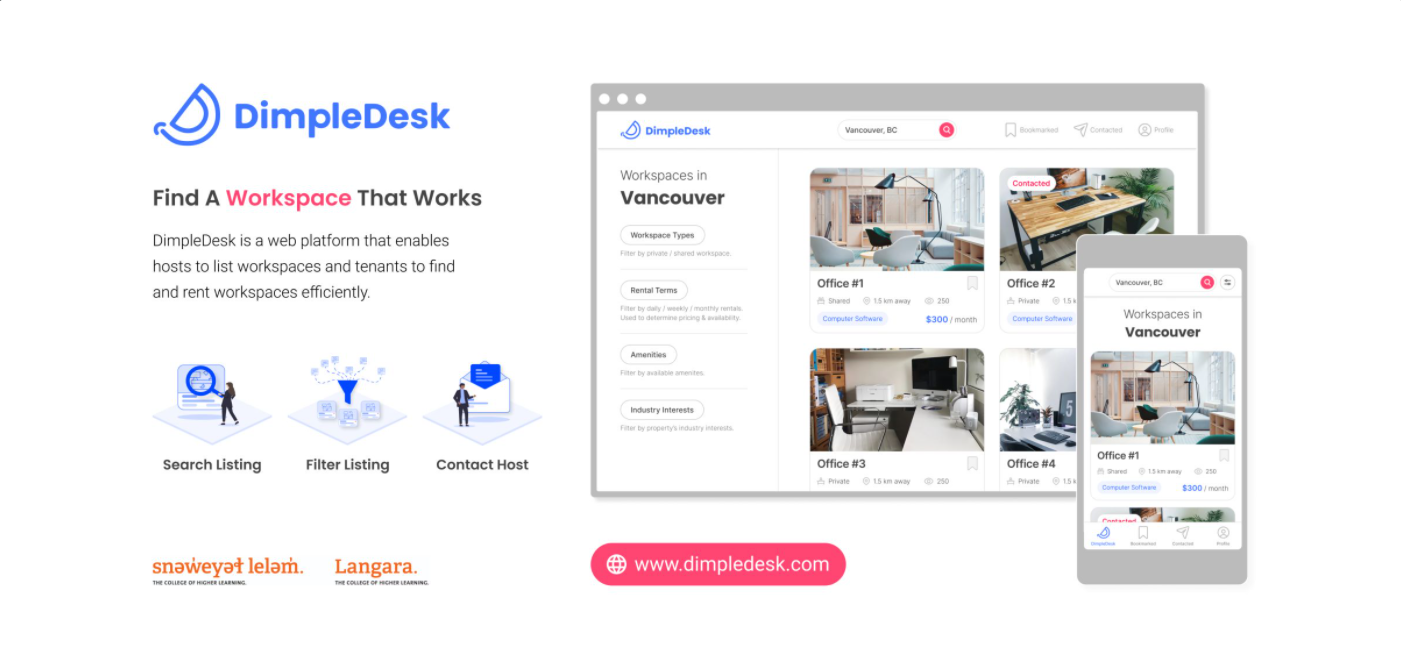 DimpleDesk
Find A Workspace That Works
DimpleDesk is a web platform that enables
hosts to list workspaces and tenants to find
and rent workspaces efficiently.
Search Listing
Filter Listing
Contact Host
snəw̓eyəɬ leləm̓.
THE COLLEGE OF HIGHER LEARNING.
Langara.
THE COLLEGE OF HIGHER LEARNING.
DimpleDesk
Vancouver, BC
Bookmarked
Contacted
Profile
Workspaces in
Vancouver
Workspace Types
Filter by private / shared workspace.
Rental Terms
Filter by daily / weekly / monthly rentals.
Used to determine pricing & availability.
Amenities
Filter by available amenites.
Industry Interests
Filter by property's industry interests.
Office #1
Shared
1.5 km away
250
Computer Software
$300 / month
Contacted
Office #2
Private
1.5 k
Computer Software
Office #3
Private
1.5 km away
250
5
Office #4
Private
1.5 k
Vancouver, BC
Workspaces in
Vancouver
Office #1
Shared
1.5 km away
250
Computer Software
$300 / month
Contacted
DimpleDesk
Bookmarked
Contacted
Profile
www.dimpledesk.com